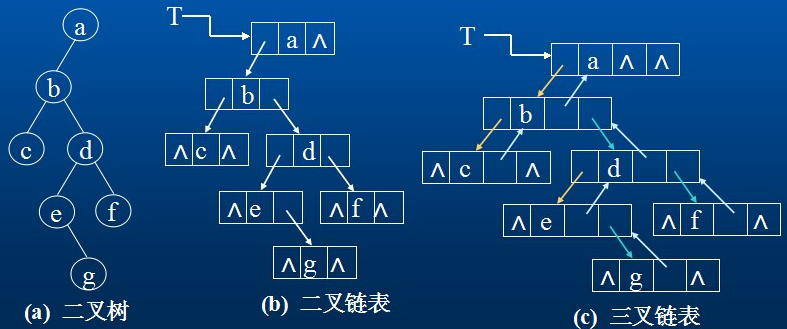 a
b
c d
e f
g
(a) 二叉树
T
a ∧
b
∧ c ∧ d
∧ e ∧ f ∧
∧ g ∧
(b) 二叉链表
T
a ∧ ∧
b
∧ c ∧ d
∧ e ∧ f ∧
∧ g ∧
(c) 三叉链表